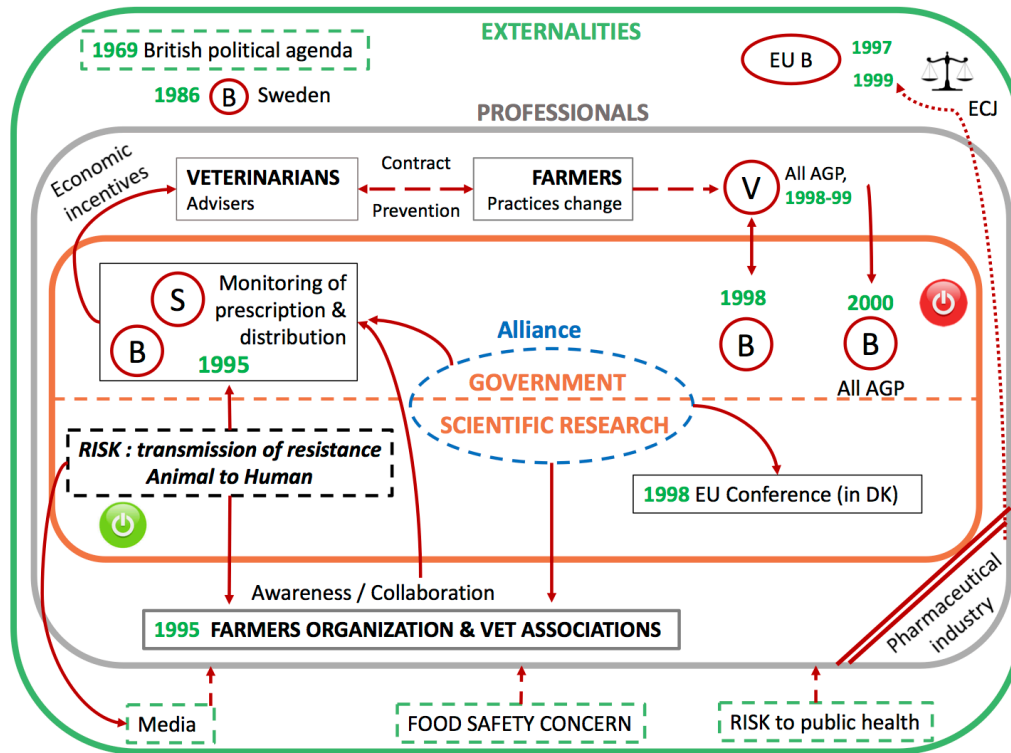 EXTERNALITIES
1969 British political agenda
1986 B Sweden
EU B
1997
1999
ECJ
PROFESSIONALS
Economic
incentives
VETERINARIANS
Advisers
Contract
Prevention
FARMERS
Practices change
V
All AGP,
1998-99
S
B
Monitoring of
prescription &
distribution
1995
1998
B
2000
B
All AGP
Alliance
GOVERNMENT
SCIENTIFIC RESEARCH
RISK : transmission of resistance
Animal to Human
1998 EU Conference (in DK)
Awareness / Collaboration
1995 FARMERS ORGANIZATION & VET ASSOCIATIONS
Pharmaceutical
industry
Media
FOOD SAFETY CONCERN
RISK to public health